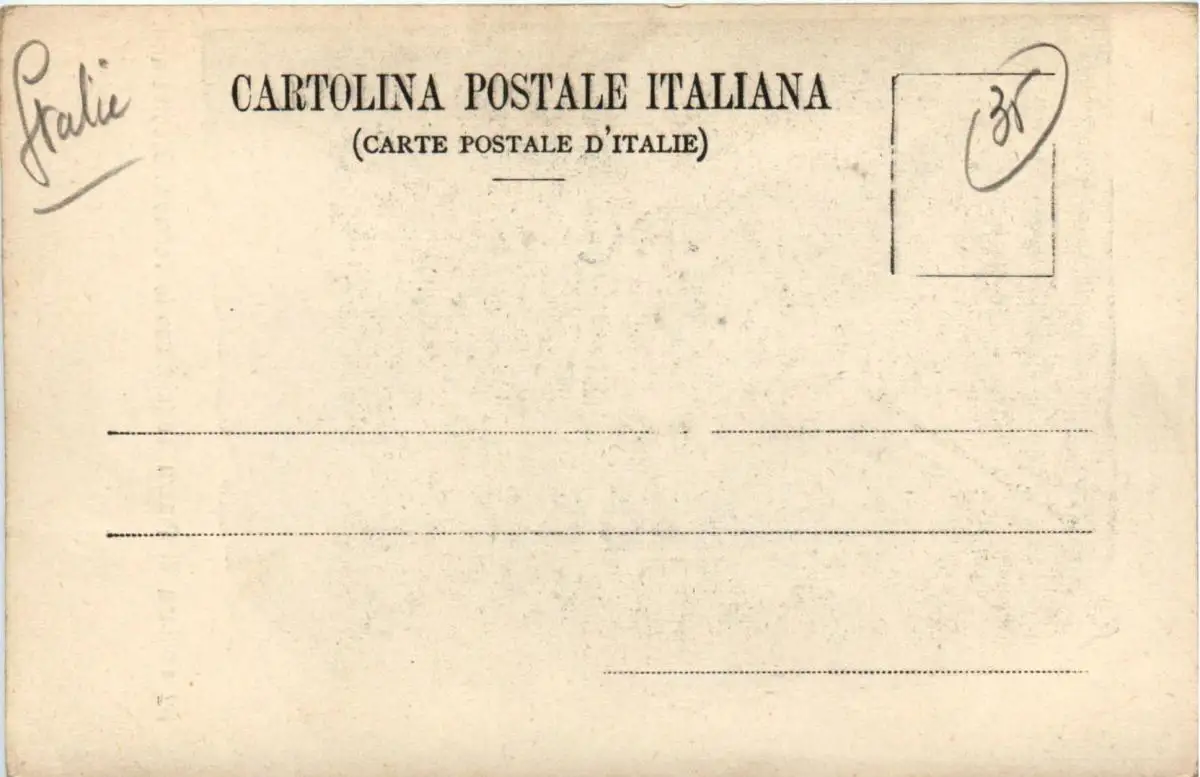 Italie
CARTOLINA POSTALE ITALIANA
(CARTE POSTALE D'ITALIE)
35